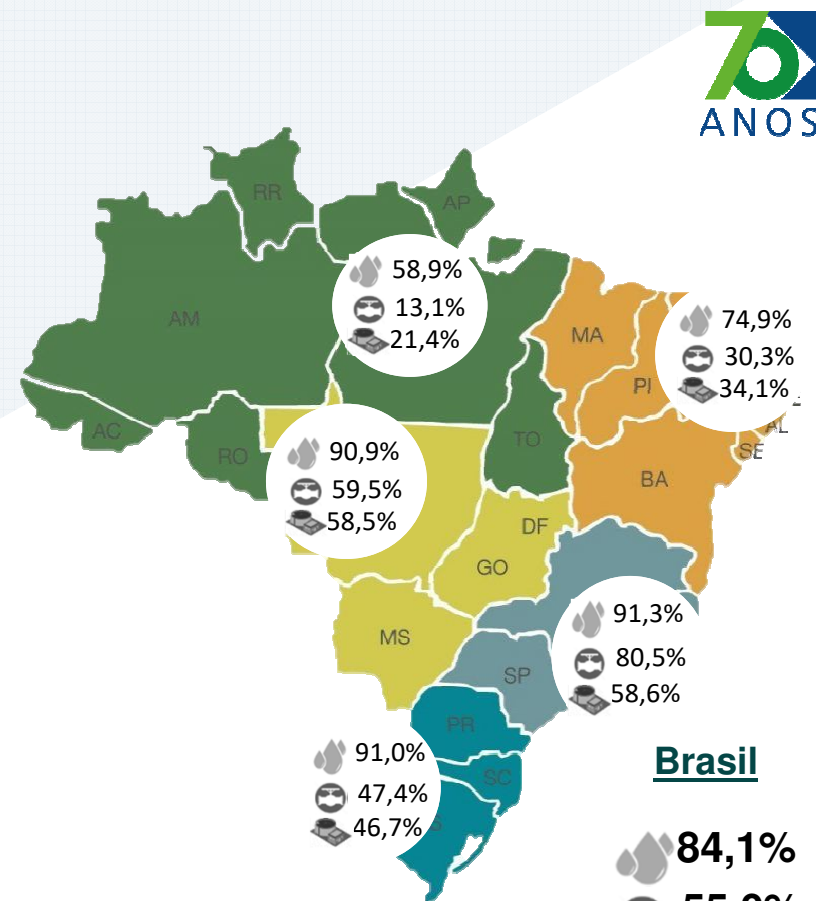 70
ANOS
RR
AP
58,9%
13,1%
21,4%
AM
MA
74,9%
30,3%
34,1%
PI
AL
SE
AC
RO
TO
BA
90,9%
59,5%
58,5%
DF
GO
MS
91,3%
80,5%
58,6%
SP
PR
SC
91,0%
47,4%
46,7%
Brasil
84,1%